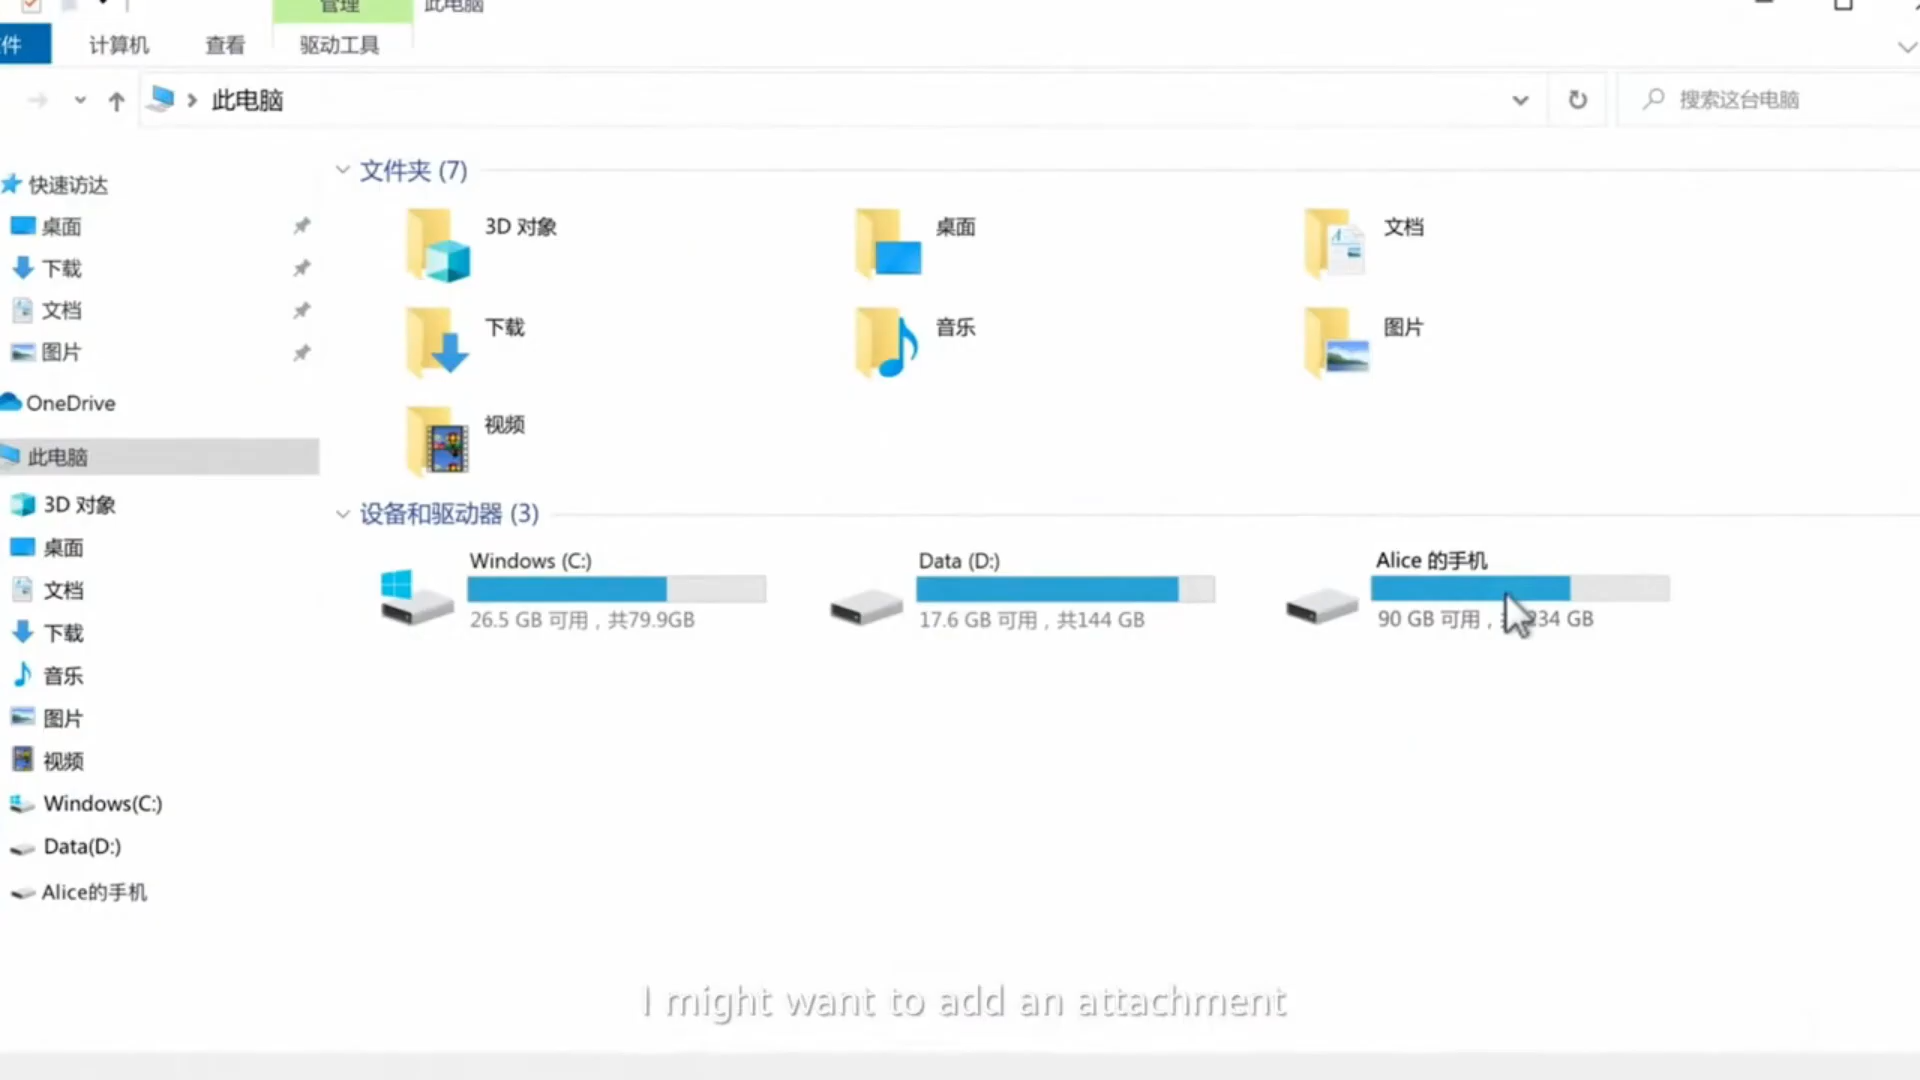 管理
此电脑
件
计算机
查看
驱动工具
此电脑
搜索这台电脑
快速访达
桌面
下载
文档
图片
OneDrive
此电脑
3D 对象
桌面
文档
下载
音乐
图片
视频
Windows(C:)
Data(D:)
Alice的手机
文件夹 (7)
3D 对象
桌面
文档
下载
音乐
图片
视频
设备和驱动器 (3)
Windows (C:)
26.5 GB 可用，共79.9GB
Data (D:)
17.6 GB 可用，共144 GB
Alice 的手机
90 GB 可用，
234 GB
I might want to add an attachment